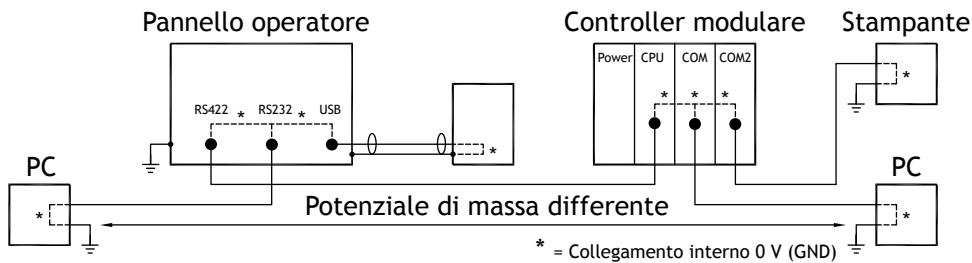 Pannello operatore
Controller modulare
Stampante
Power CPU COM COM2
RS422 * RS232 * USB
* * *
*
*
PC
PC
*
*
Potenziale di massa differente
* = Collegamento interno 0 V (GND)